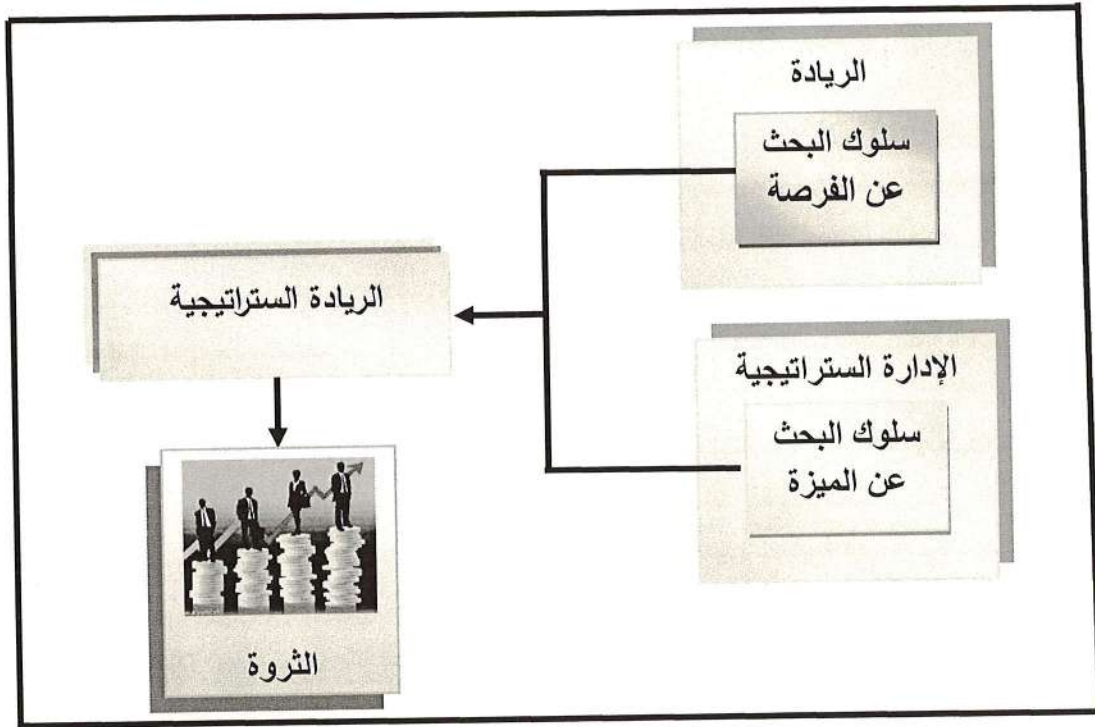 الريادة
سلوك البحث
عن الفرصة
الريادة الستراتيجية
الإدارة الستراتيجية
سلوك البحث
عن الميزة
الثروة